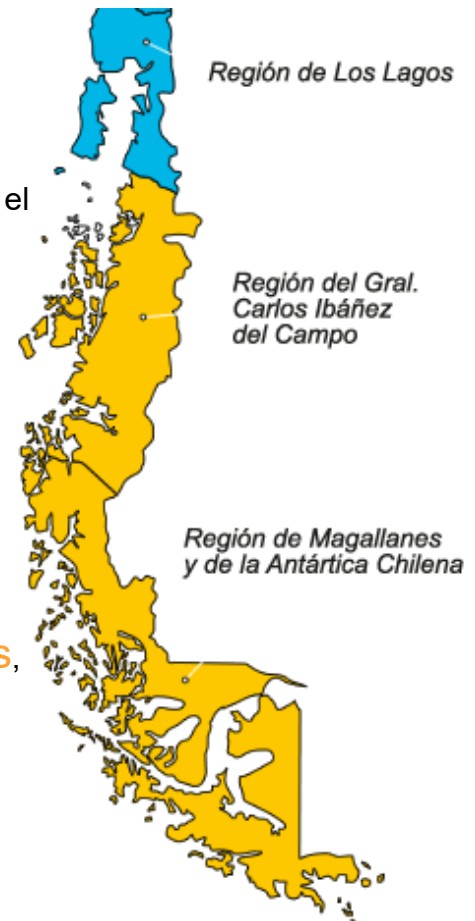 Región de Los Lagos
el
Región del Gral.
Carlos Ibáñez
del Campo
Región de Magallanes
y de la Antártica Chilena
s,